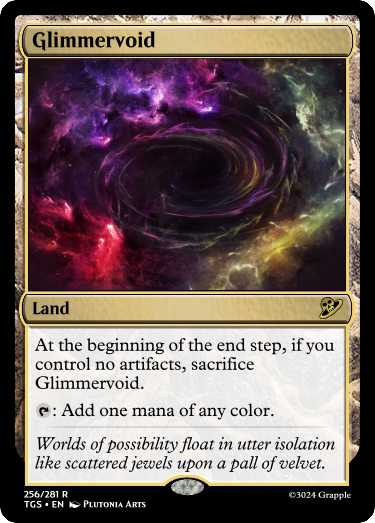 Glimmervoid
Land
At the beginning of the end step, if you
control no artifacts, sacrifice
Glimmervoid.
: Add one mana of any color.
Worlds of possibility float in utter isolation
like scattered jewels upon a pall of velvet.
256/281 R
TGS • EN Plutonia Arts
©3024 Grapple